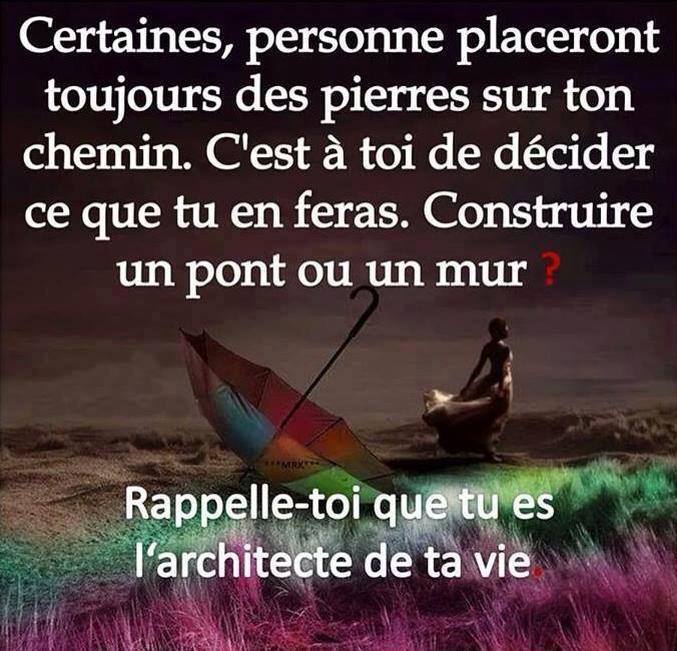 Certaines, personne placeront
toujours des pierres sur ton
chemin. C'est à toi de décider
ce que tu en feras. Construire
un pont ou un mur ?
***MRK***
Rappelle-toi que tu es
l'architecte de ta vie.